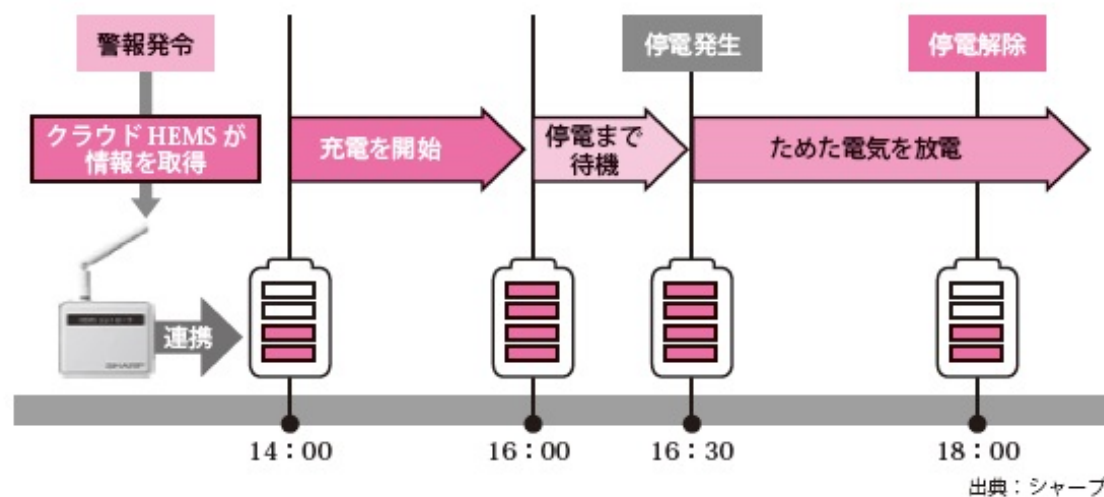 警報発令
停電発生
停電解除
クラウド HEMS が
情報を取得
充電を開始
停電まで
待機
ためた電気を放電
連携
SHARP
14：00
16：00
16：30
18：00
出典：シャープ